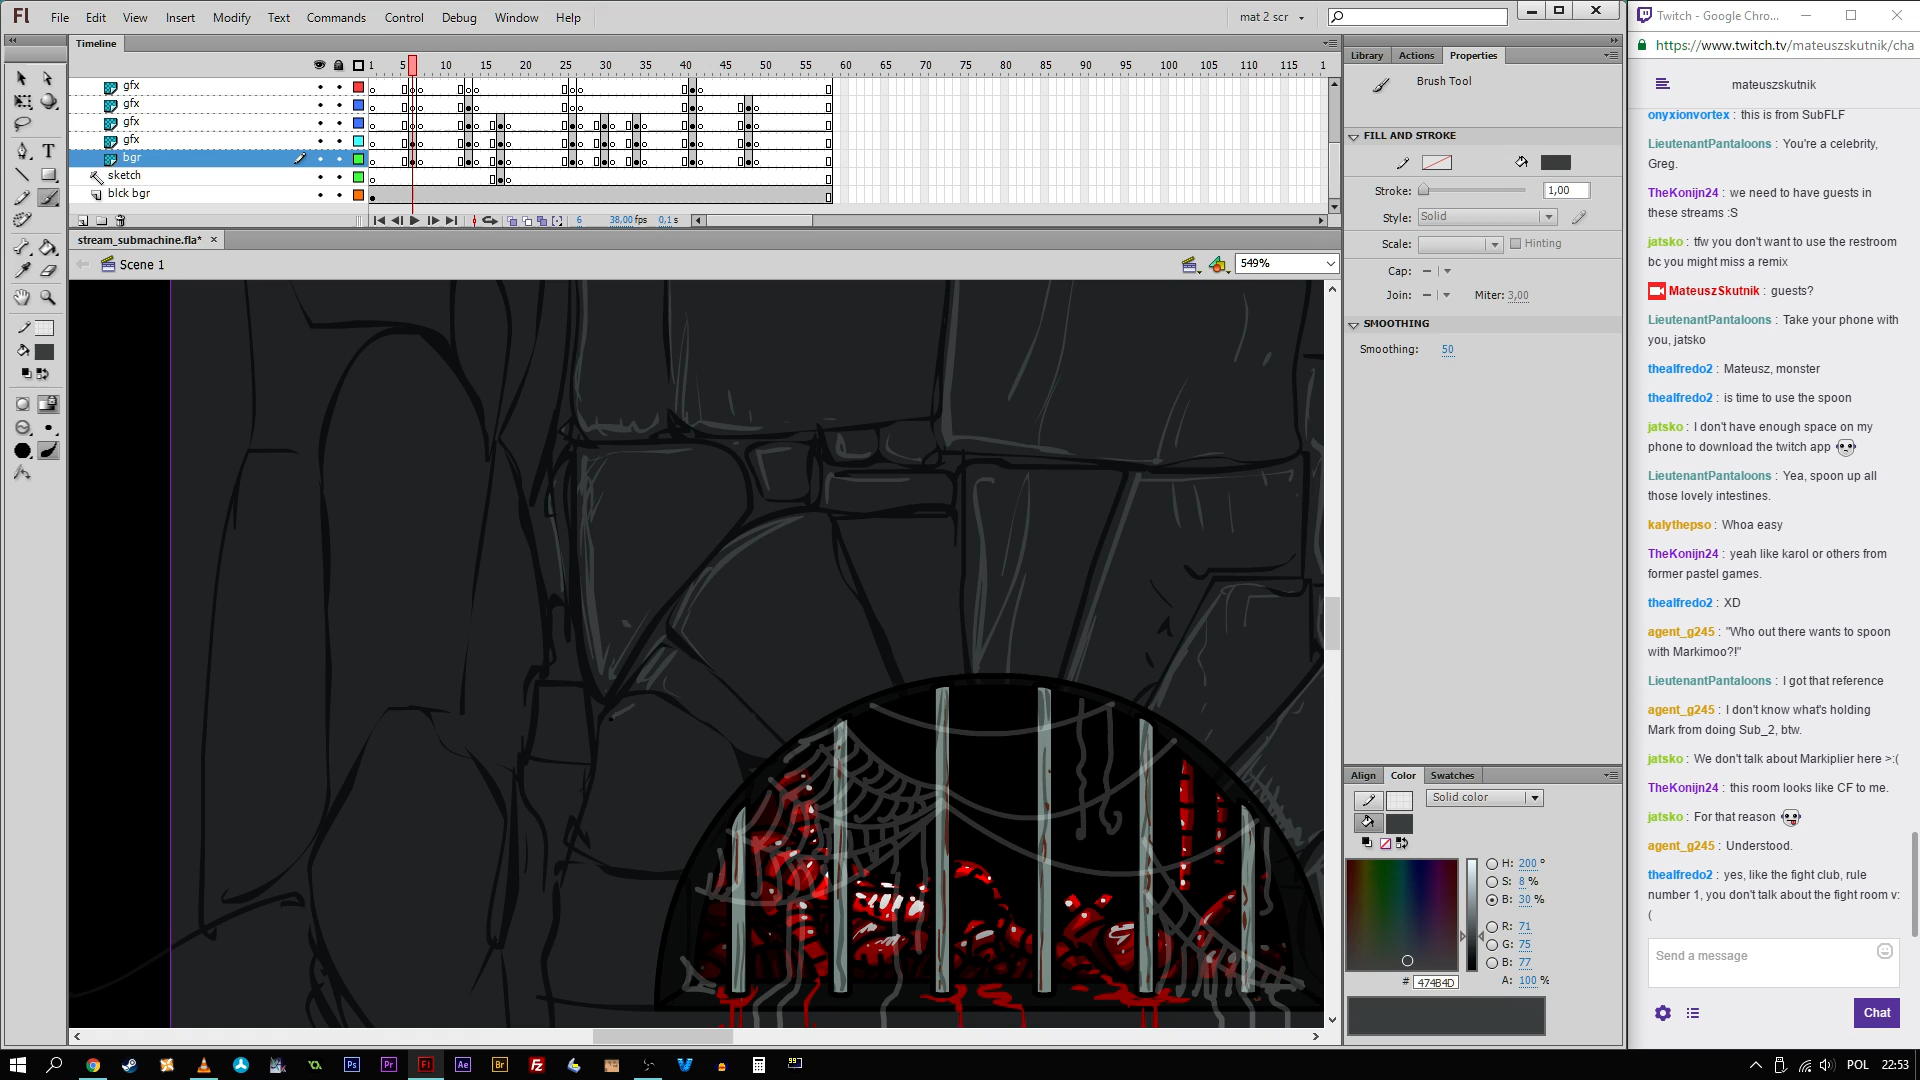 Fl File Edit View Insert Modify Text Commands Control Debug Window Help
mat 2 scr
Timeline
1 5 10 15 20 25 30 35 40 45 50 55 60 65 70 75 80 85 90 95 100 105 110 115 1
gfx
gfx
gfx
gfx
bgr
sketch
blck bgr
6 38,00 fps 0,1 s
stream_submachine.fla*
Scene 1
549%
Library Actions Properties
Brush Tool
FILL AND STROKE
Stroke: 1,00
Style: Solid
Scale: Hinting
Cap:
Join: Miter: 3,00
SMOOTHING
Smoothing: 50
Align Color Swatches
Solid color
H: 200 °
S: 8 %
B: 30 %
R: 71
G: 75
B: 77
# 474B4D A: 100 %
Twitch - Google Chro...
https://www.twitch.tv/mateuszskutnik/cha
mateuszskutnik
onyxionvortex : this is from SubFLF
LieutenantPantaloons : You're a celebrity,
Greg.
TheKonijn24 : we need to have guests in
these streams :S
jatsko : tfw you don't want to use the restroom
bc you might miss a remix
MateuszSkutnik : guests?
LieutenantPantaloons : Take your phone with
you, jatsko
thealfredo2 : Mateusz, monster
thealfredo2 : is time to use the spoon
jatsko : I don't have enough space on my
phone to download the twitch app
LieutenantPantaloons : Yea, spoon up all
those lovely intestines.
kalythepso : Whoa easy
TheKonijn24 : yeah like karol or others from
former pastel games.
thealfredo2 : XD
agent_g245 : "Who out there wants to spoon
with Markimoo?!"
LieutenantPantaloons : I got that reference
agent_g245 : I don't know what's holding
Mark from doing Sub_2, btw.
jatsko : We don't talk about Markiplier here >:(
TheKonijn24 : this room looks like CF to me.
jatsko : For that reason
agent_g245 : Understood.
thealfredo2 : yes, like the fight club, rule
number 1, you don't talk about the fight room v:
(
Send a message
Chat
Ps Pr Fl Ae Br Fz
POL 22:53